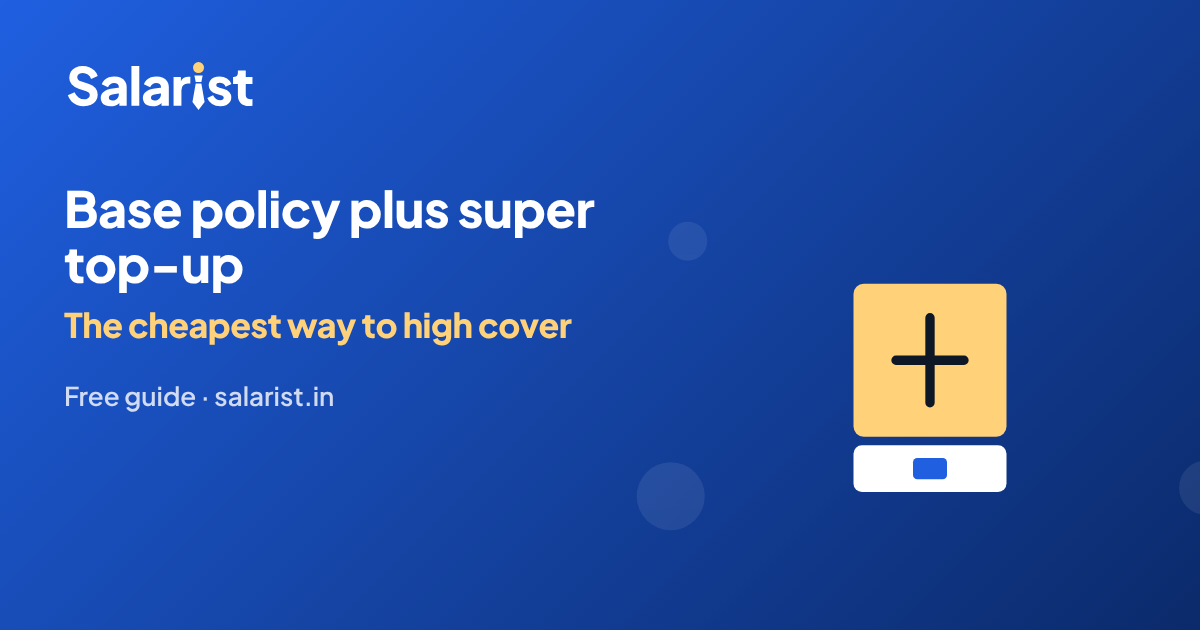 Salarist
Base policy plus super
top-up
The cheapest way to high cover
Free guide · salarist.in